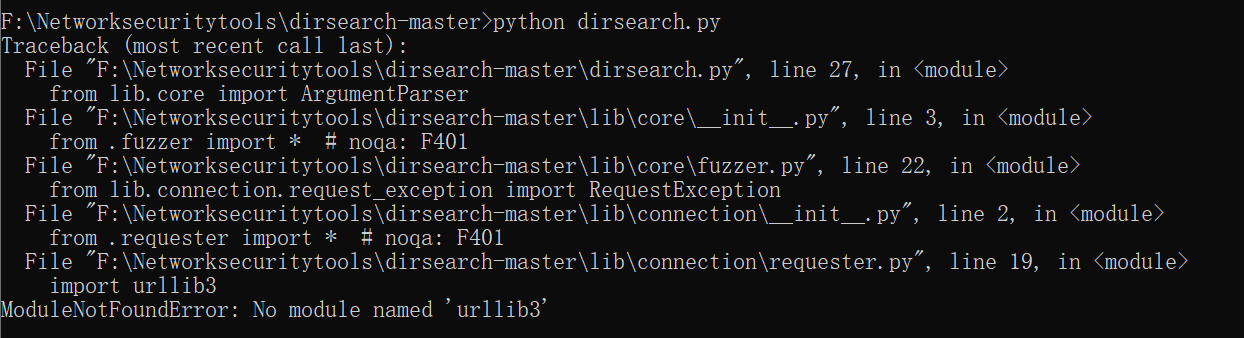 F:\Networksecuritytools\dirsearch-master>python dirsearch.py
Traceback (most recent call last):
  File "F:\Networksecuritytools\dirsearch-master\dirsearch.py", line 27, in <module>
    from lib.core import ArgumentParser
  File "F:\Networksecuritytools\dirsearch-master\lib\core\__init__.py", line 3, in <module>
    from .fuzzer import *  # noqa: F401
  File "F:\Networksecuritytools\dirsearch-master\lib\core\fuzzer.py", line 22, in <module>
    from lib.connection.request_exception import RequestException
  File "F:\Networksecuritytools\dirsearch-master\lib\connection\__init__.py", line 2, in <module>
    from .requester import *  # noqa: F401
  File "F:\Networksecuritytools\dirsearch-master\lib\connection\requester.py", line 19, in <module>
    import urllib3
ModuleNotFoundError: No module named 'urllib3'